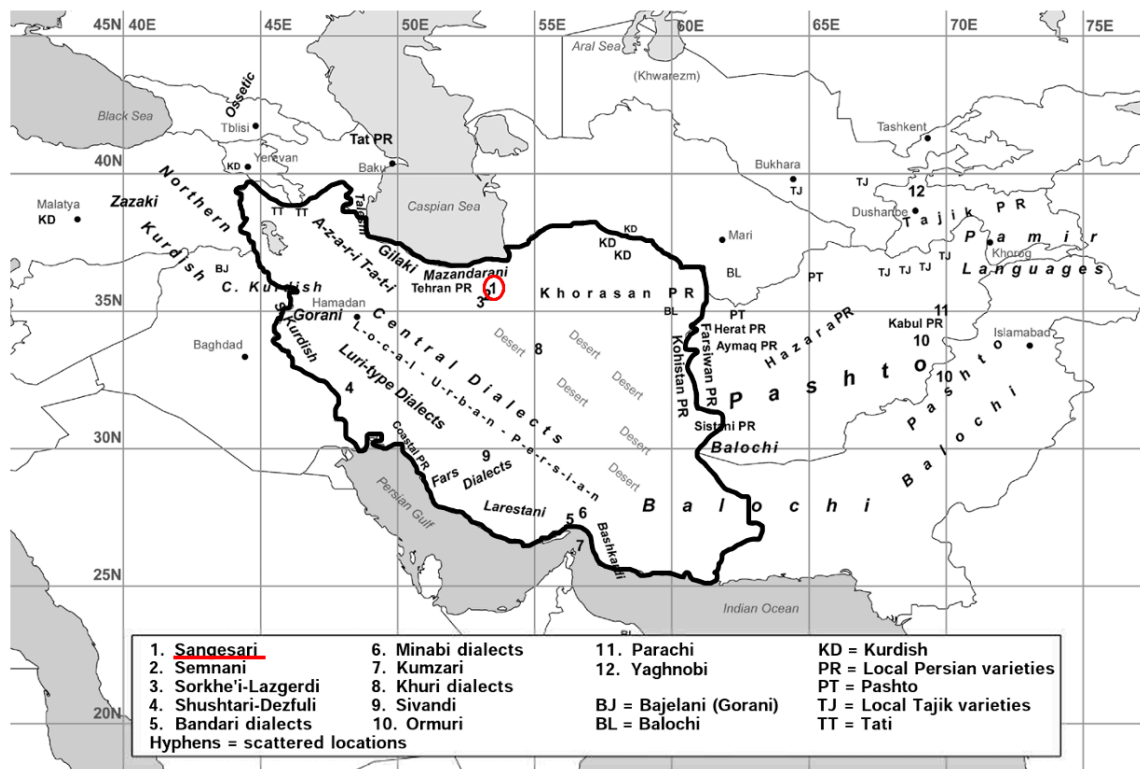 40E
45E
50E
55E
60E
65E
70E
75E
45N
Aral Sea
(Khwarezm)
Black Sea
Ossetic
Tblisi
Tashkent
Tat PR
40N
KD
Yerevan
Baku
Bukhara
TJ
TJ
12
Malatya
KD
Zazaki
Northern Kurdish
TT TT
Caspian Sea
Dushanbe
Tajik PR
A-z-a-r-i T-a-t-i
Gilaki
KD
KD
Mari
Pamir
Khorog
Languages
BJ
C. Kurdish
Mazandarani
Tehran PR
1
2
3
Khorasan PR
BL
PT
TJ TJ TJ TJ
35N
Hamadan
Gorani
9
Kurdish
BL
PT
Herat PR
Aymaq PR
Hazara PR
Kabul PR
11
10
Islamabad
Baghdad
Central Dialects
L-o-c-a-l - U-r-b-a-n - P-e-r-s-i-a-n
Luri-type Dialects
Desert
8
Desert
Desert
Desert
Desert
Desert
Kohistan PR
Farsiwan PR
Pashto
10
Pashto
4
30N
Coastal PR
Sistani PR
Balochi
Balochi
9
Fars Dialects
Persian Gulf
Larestani
5
6
7
Bashkardi
Balochi
25N
Indian Ocean
20N
1. Sangesari
2. Semnani
3. Sorkhe'i-Lazgerdi
4. Shushtari-Dezfuli
5. Bandari dialects
Hyphens = scattered locations
6. Minabi dialects
7. Kumzari
8. Khuri dialects
9. Sivandi
10. Ormuri
11. Parachi
12. Yaghnobi
BJ = Bajelani (Gorani)
BL = Balochi
KD = Kurdish
PR = Local Persian varieties
PT = Pashto
TJ = Local Tajik varieties
TT = Tati